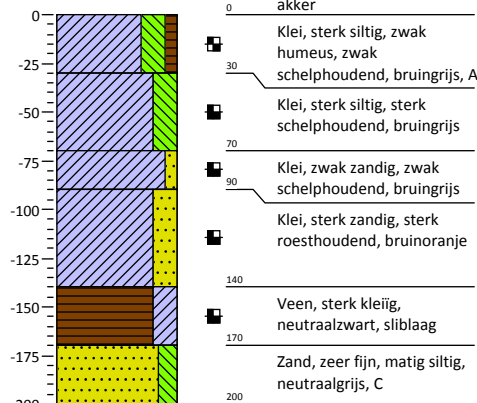 0
-25
-50
-75
-100
-125
-150
-175
-200
0
akker
Klei, sterk siltig, zwak
humeus, zwak
schelphoudend, bruingrijs, A
30
Klei, sterk siltig, sterk
schelphoudend, bruingrijs
70
Klei, zwak zandig, zwak
schelphoudend, bruingrijs
90
Klei, sterk zandig, sterk
roesthoudend, bruinoranje
140
Veen, sterk kleiïg,
neutraalzwart, sliblaag
170
Zand, zeer fijn, matig siltig,
neutraalgrijs, C
200